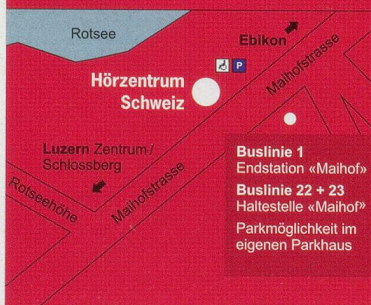 Rotsee
Ebikon
Maihofstrasse
P
Hörzentrum
Schweiz
Luzern Zentrum/
Schlossberg
Rotseehöhe
Maihofstrasse
Buslinie 1
Endstation «Maihof»
Buslinie 22 + 23
Haltestelle «Maihof»
Parkmöglichkeit im
eigenen Parkhaus